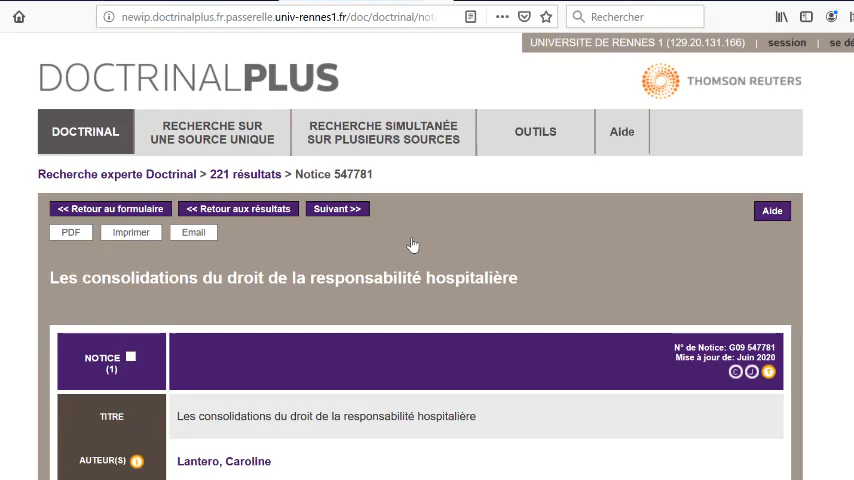 newip.doctrinalplus.fr.passerelle.univ-rennes1.fr/doc/doctrinal/not
Rechercher
UNIVERSITE DE RENNES 1 (129.20.131.166) | session | se dé
DOCTRINALPLUS
THOMSON REUTERS
DOCTRINAL
RECHERCHE SUR
UNE SOURCE UNIQUE
RECHERCHE SIMULTANÉE
SUR PLUSIEURS SOURCES
OUTILS
Aide
Recherche experte Doctrinal > 221 résultats > Notice 547781
<< Retour au formulaire
<< Retour aux résultats
Suivant >>
Aide
PDF
Imprimer
Email
Les consolidations du droit de la responsabilité hospitalière
NOTICE
(1)
N° de Notice: G09 547781
Mise à jour de: Juin 2020
C J T
TITRE
Les consolidations du droit de la responsabilité hospitalière
AUTEUR(S) i
Lantero, Caroline